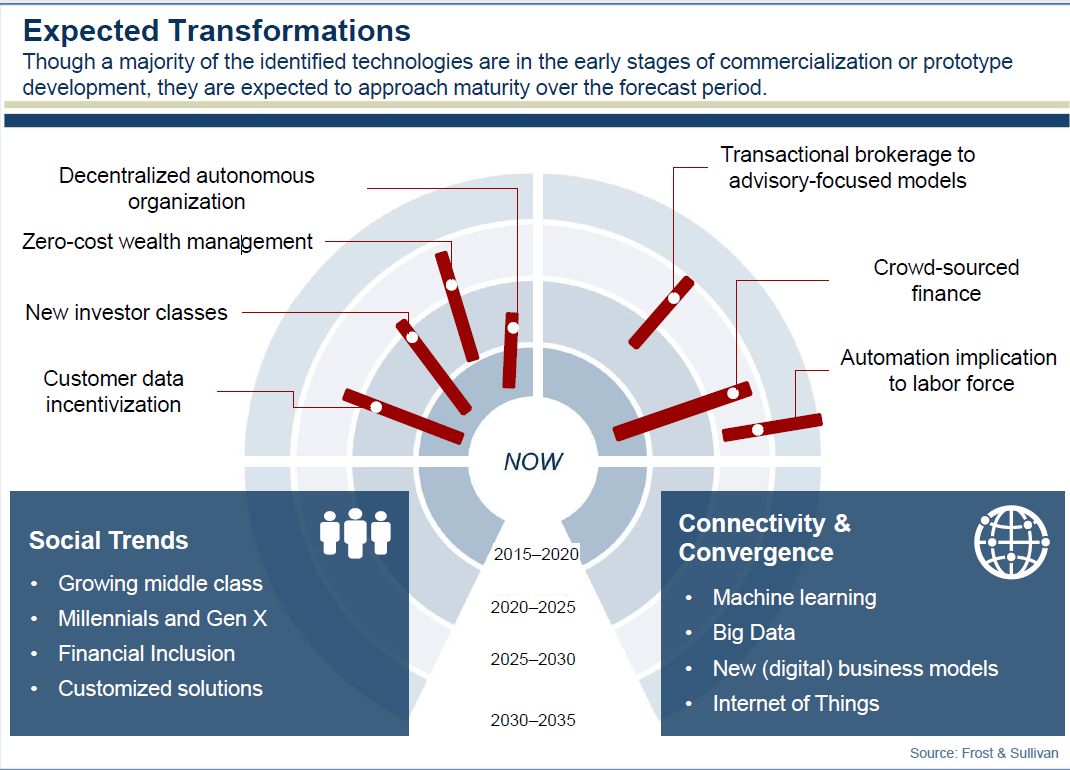 Expected Transformations
Though a majority of the identified technologies are in the early stages of commercialization or prototype
development, they are expected to approach maturity over the forecast period.
Decentralized autonomous
organization
Zero-cost wealth management
New investor classes
Customer data
incentivization
Transactional brokerage to
advisory-focused models
Crowd-sourced
finance
Automation implication
to labor force
NOW
2015–2020
2020–2025
2025–2030
2030–2035
Social Trends
• Growing middle class
• Millennials and Gen X
• Financial Inclusion
• Customized solutions
Connectivity &
Convergence
• Machine learning
• Big Data
• New (digital) business models
• Internet of Things
Source: Frost & Sullivan